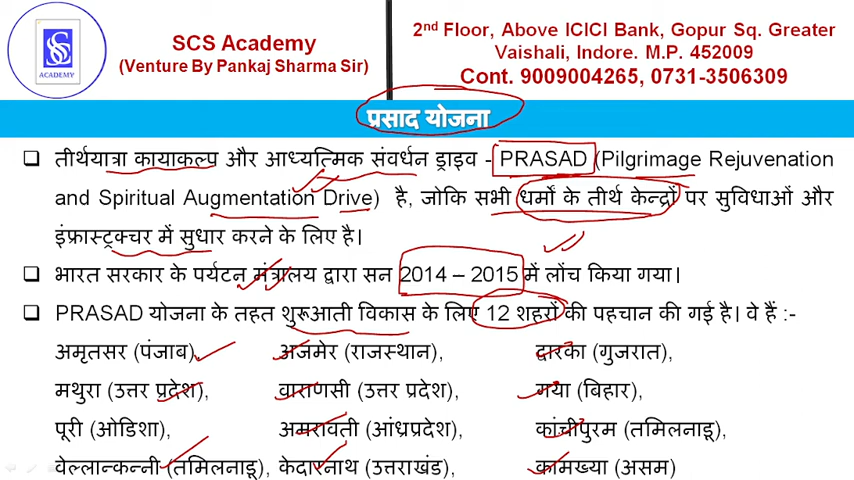 SCS
ACADEMY
SCS Academy
(Venture By Pankaj Sharma Sir)
2nd Floor, Above ICICI Bank, Gopur Sq. Greater
Vaishali, Indore. M.P. 452009
Cont. 9009004265, 0731-3506309
प्रसाद योजना
तीर्थयात्रा कायाकल्प और आध्यात्मिक संवर्धन ड्राइव - PRASAD (Pilgrimage Rejuvenation
and Spiritual Augmentation Drive) है, जोकि सभी धर्मों के तीर्थ केन्द्रों पर सुविधाओं और
इंफ्रास्ट्रक्चर में सुधार करने के लिए है।
भारत सरकार के पर्यटन मंत्रालय द्वारा सन 2014 – 2015 में लोंच किया गया।
PRASAD योजना के तहत शुरूआती विकास के लिए 12 शहरों की पहचान की गई है। वे हैं :-
अमृतसर (पंजाब), अजमेर (राजस्थान), द्वारका (गुजरात),
मथुरा (उत्तर प्रदेश), वाराणसी (उत्तर प्रदेश), गया (बिहार),
पूरी (ओडिशा), अमरावती (आंध्रप्रदेश), कांचीपुरम (तमिलनाडू),
वेल्लान्कन्नी (तमिलनाडू), केदारनाथ (उत्तराखंड), कामख्या (असम)